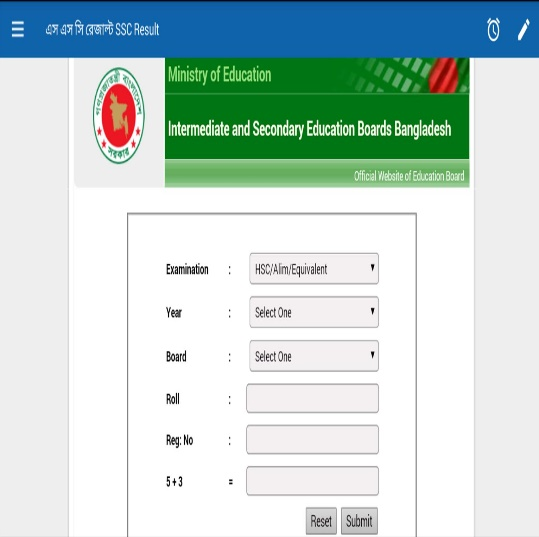 এস এস সি রেজাল্ট SSC Result
গণপ্রজাতন্ত্রী বাংলাদেশ
সরকার
Ministry of Education
Intermediate and Secondary Education Boards Bangladesh
Official Website of Education Board
Examination : HSC/Alim/Equivalent
Year : Select One
Board : Select One
Roll :
Reg: No :
5 + 3 =
Reset Submit